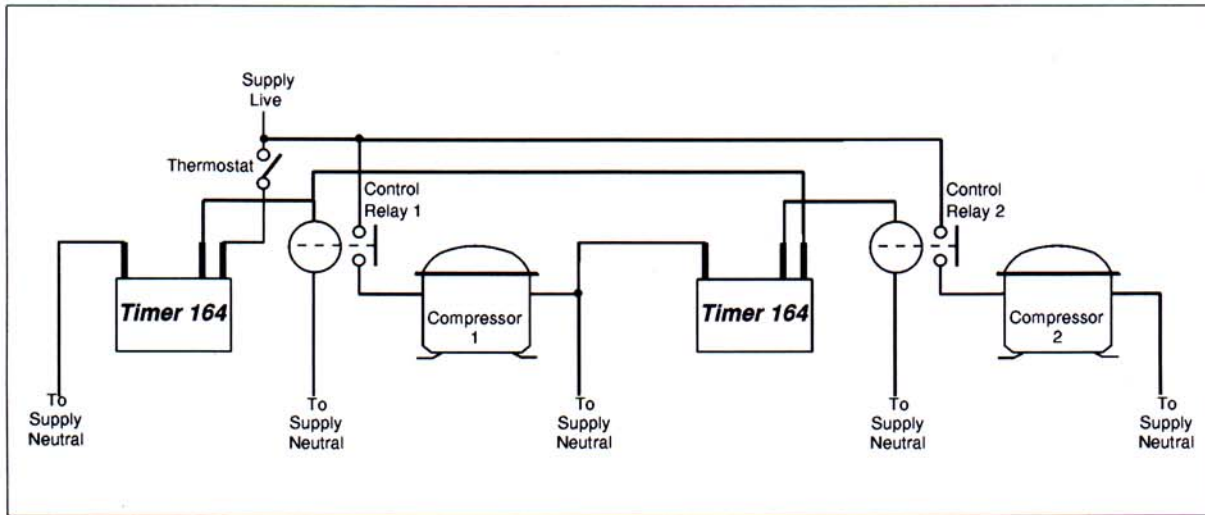 Supply
Live
Thermostat
Control
Relay 1
Control
Relay 2
Timer 164
Compressor
1
Timer 164
Compressor
2
To
Supply
Neutral
To
Supply
Neutral
To
Supply
Neutral
To
Supply
Neutral
To
Supply
Neutral